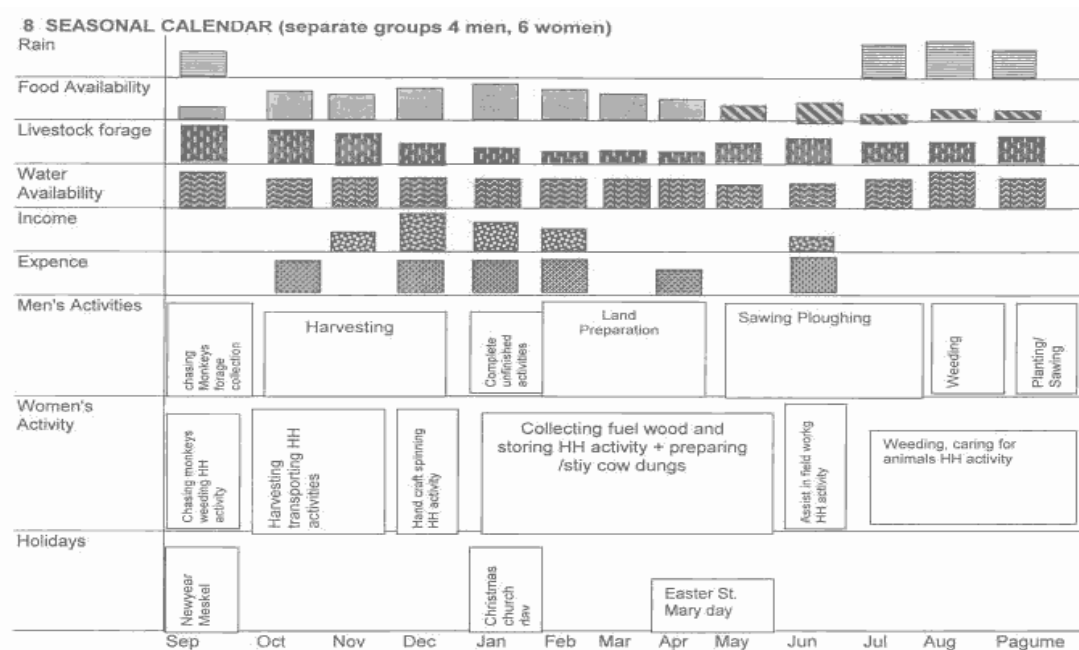 8 SEASONAL CALENDAR (separate groups 4 men, 6 women)
Rain
Food Availability
Livestock forage
Water
Availability
Income
Expence
Men's Activities
chasing
Monkeys
forage
collection
Harvesting
Complete
unfinished
activities
Land
Preparation
Sawing Ploughing
Weeding
Planting/
Sawing
Women's
Activity
Chasing monkeys
weeding HH
activity
Harvesting
transporting HH
activities
Hand craft spinning
HH activity
Collecting fuel wood and
storing HH activity + preparing
/stiy cow dungs
Assist in field workg
HH activity
Weeding, caring for
animals HH activity
Holidays
Newyear
Meskel
Christmas
church
day
Easter St.
Mary day
Sep Oct Nov Dec Jan Feb Mar Apr May Jun Jul Aug Pagume